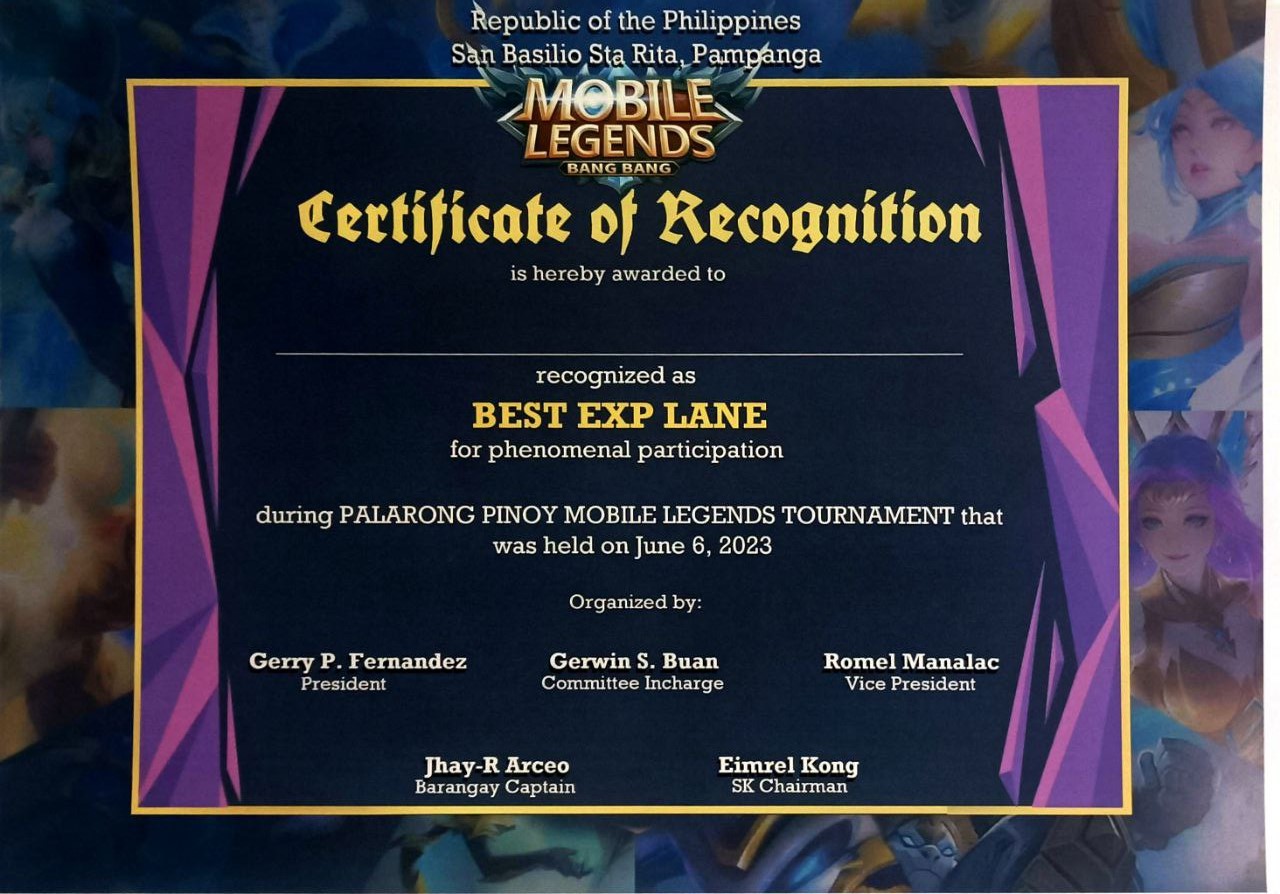 Republic of the Philippines
San Basilio Sta Rita, Pampanga
MOBILE
LEGENDS
BANG BANG
Certificate of Recognition
is hereby awarded to
recognized as
BEST EXP LANE
for phenomenal participation
during PALARONG PINOY MOBILE LEGENDS TOURNAMENT that
was held on June 6, 2023
Organized by:
Gerry P. Fernandez
President
Gerwin S. Buan
Committee Incharge
Romel Manalac
Vice President
Jhay-R Arceo
Barangay Captain
Eimrel Kong
SK Chairman